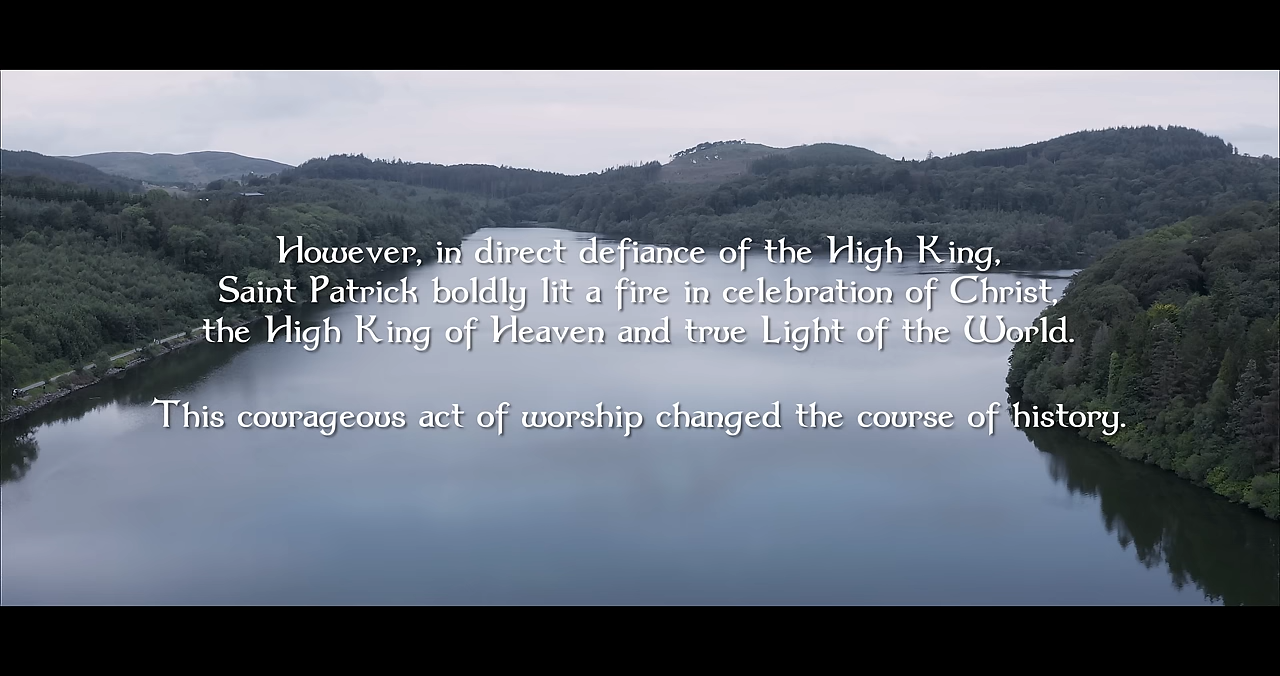 However, in direct defiance of the High King,
Saint Patrick boldly lit a fire in celebration of Christ,
the High King of Heaven and true Light of the World.
This courageous act of worship changed the course of history.